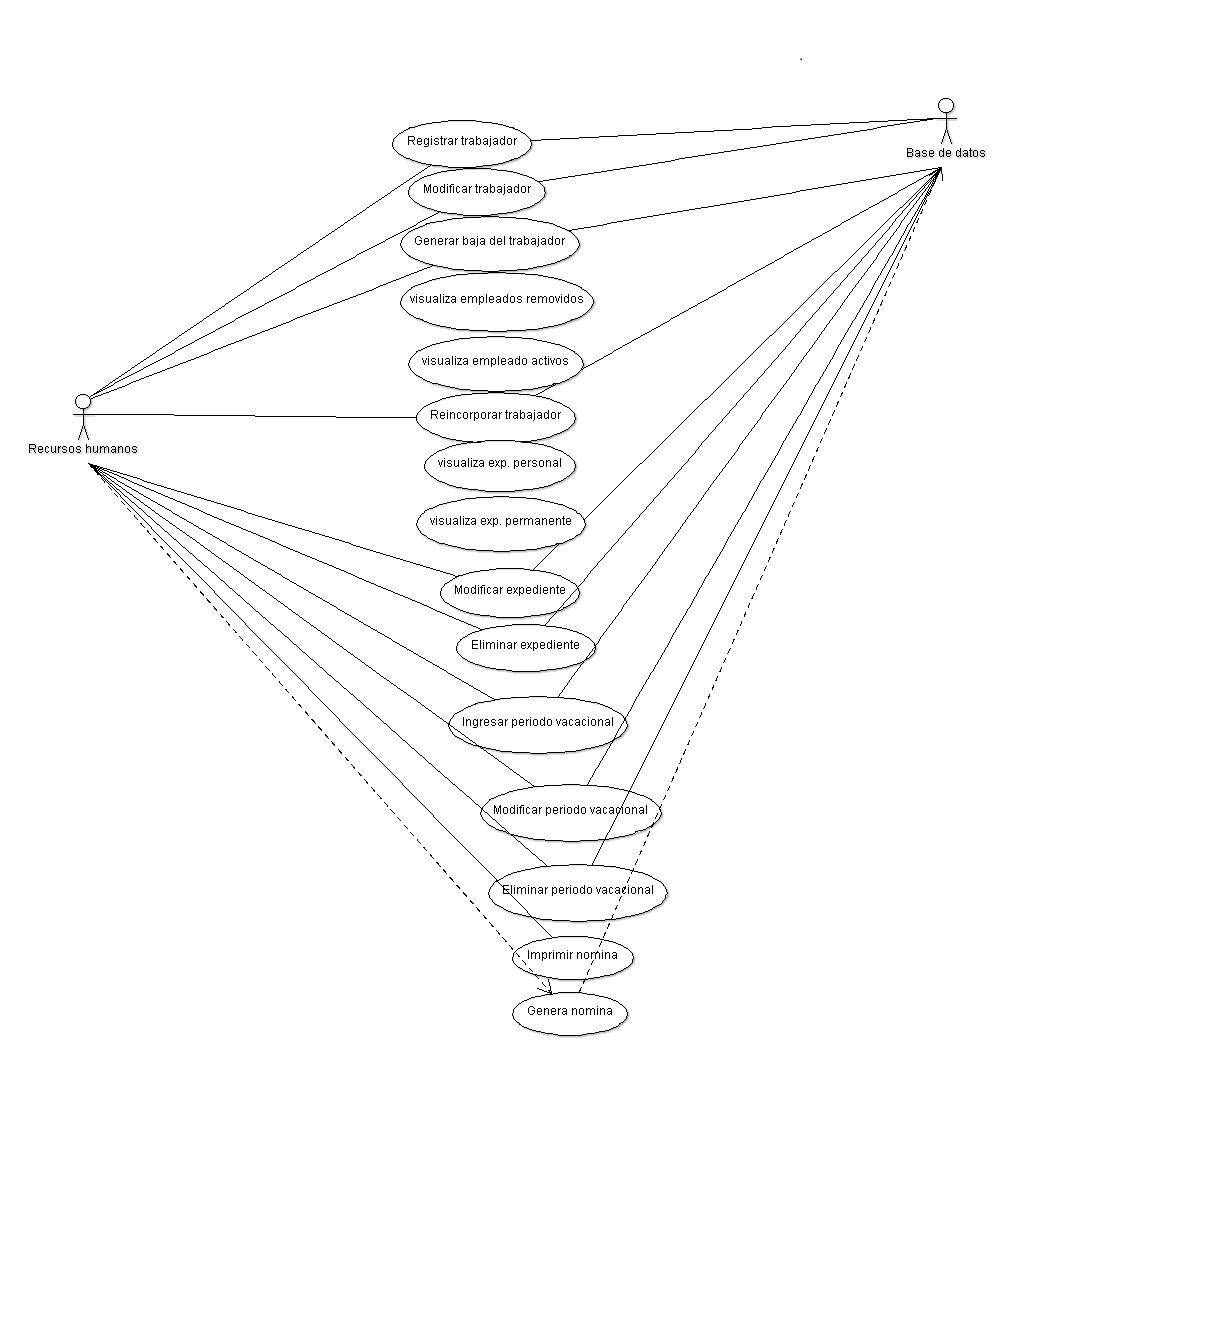 Registrar trabajador
Base de datos
Modificar trabajador
Generar baja del trabajador
visualiza empleados removidos
visualiza empleado activos
Reincorporar trabajador
Recursos humanos
visualiza exp. personal
visualiza exp. permanente
Modificar expediente
Eliminar expediente
Ingresar periodo vacacional
Modificar periodo vacacional
Eliminar periodo vacacional
Imprimir nomina
Genera nomina